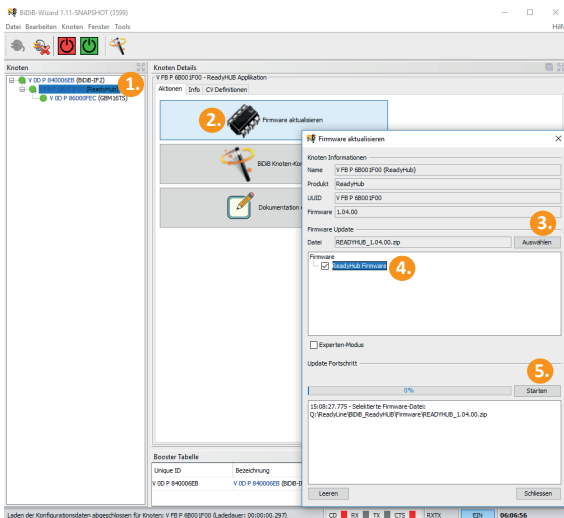 BiDiB-Wizard 1.11-SNAPSHOT (3599)
Datei Bearbeiten Knoten Fenster Tools
Hilf
Knoten
V 0D P 840006EB (BiDiB-IF2)
(ReadyHub)
V 0D P 86000FEC (GBM16TS)
1.
Knoten Details
V FB P 6B001F00 - ReadyHUB Applikation
Aktionen Info CV Definitionen
2.
Firmware aktualisieren
BiDiB Knoten-Kon
Dokumentation
Firmware aktualisieren
Knoten Informationen
Name V FB P 6B001F00 (ReadyHub)
Produkt ReadyHub
UUID V FB P 6B001F00
Firmware 1.04.00
3.
Firmware Update
Datei READYHUB_1.04.00.zip Auswählen
Firmware
ReadyHub Firmware
4.
Experten-Modus
Update Fortschritt
5.
0% Starten
15:08:27.775 - Selektierte Firmware-Datei:
Q:\ReadyLine\BiDiB_ReadyHUB\Firmware\READYHUB_1.04.00.zip
Leeren Schliessen
Booster Tabelle
Unique ID Bezeichnung
V 0D P 840006EB V 0D P 840006EB (BiDiB-I
Laden der Konfigurationsdaten abgeschlossen für Knoten: V FB P 6B001F00 (Ladedauer: 00:00:00.297)
CD RX TX CTS RXTX EIN 06:06:56